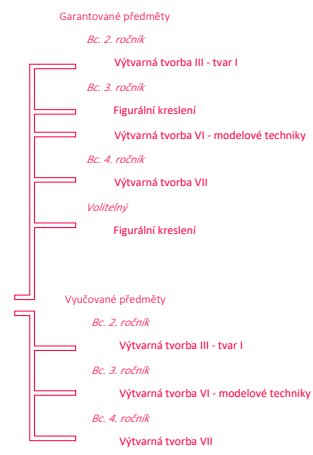 Garantované předměty
Bc. 2. ročník
Výtvarná tvorba III - tvar I
Bc. 3. ročník
Figurální kreslení
Výtvarná tvorba VI - modelové techniky
Bc. 4. ročník
Výtvarná tvorba VII
Volitelný
Figurální kreslení
Vyučované předměty
Bc. 2. ročník
Výtvarná tvorba III - tvar I
Bc. 3. ročník
Výtvarná tvorba VI - modelové techniky
Bc. 4. ročník
Výtvarná tvorba VII